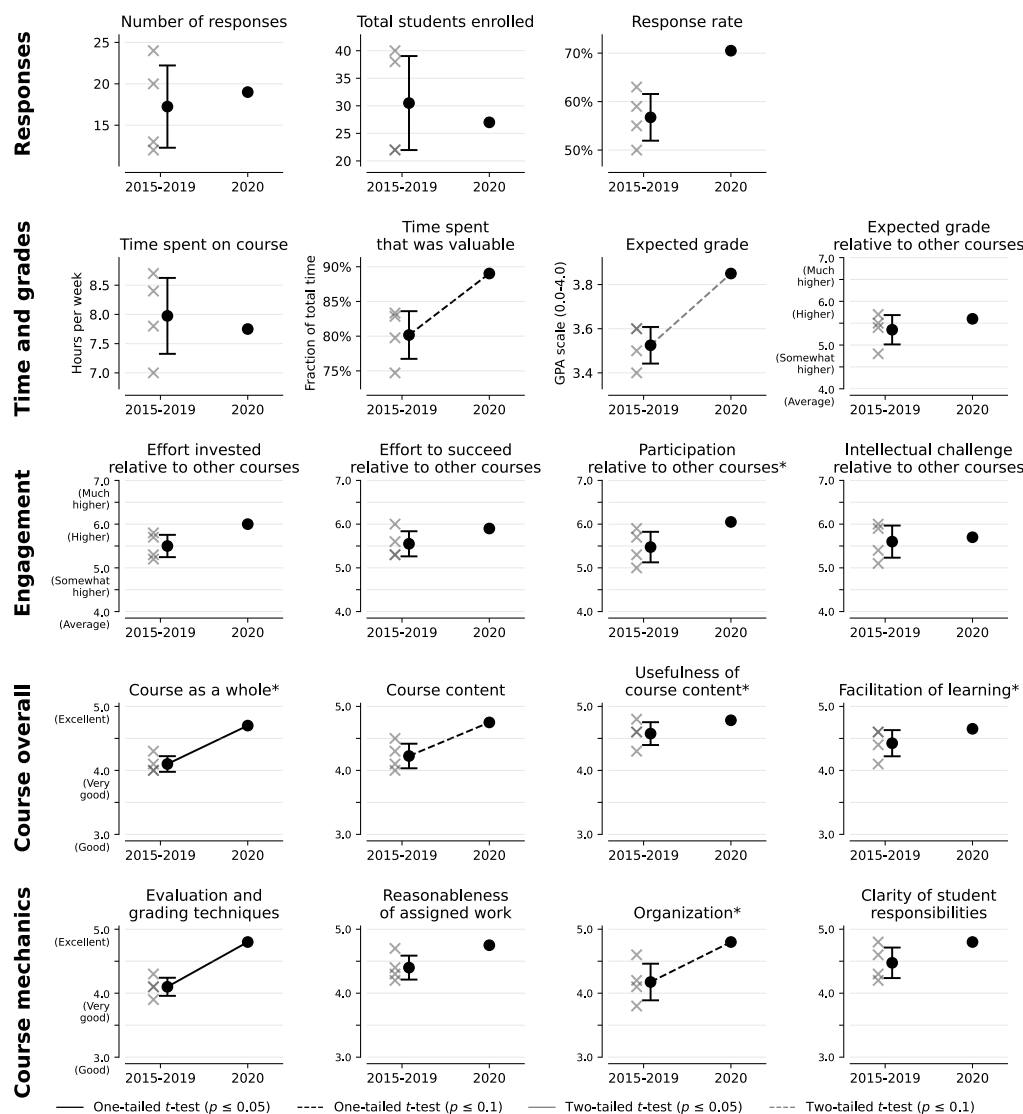 Responses
Number of responses
25
20
15
2015-2019
2020
Total students enrolled
40
35
30
25
20
2015-2019
2020
Response rate
70%
60%
50%
2015-2019
2020
Time and grades
Time spent on course
Hours per week
8.5
8.0
7.5
7.0
2015-2019
2020
Time spent
that was valuable
Fraction of total time
90%
85%
80%
75%
2015-2019
2020
Expected grade
GPA scale (0.0-4.0)
3.8
3.6
3.4
2015-2019
2020
Expected grade
relative to other courses
7.0
(Much
higher)
6.0
(Higher)
5.0
(Somewhat
higher)
4.0
(Average)
2015-2019
2020
Engagement
Effort invested
relative to other courses
7.0
(Much
higher)
6.0
(Higher)
5.0
(Somewhat
higher)
4.0
(Average)
2015-2019
2020
Effort to succeed
relative to other courses
7.0
6.0
5.0
4.0
2015-2019
2020
Participation
relative to other courses*
7.0
6.0
5.0
4.0
2015-2019
2020
Intellectual challenge
relative to other courses
7.0
6.0
5.0
4.0
2015-2019
2020
Course overall
Course as a whole*
5.0
(Excellent)
4.0
(Very
good)
3.0
(Good)
2015-2019
2020
Course content
5.0
4.0
3.0
2015-2019
2020
Usefulness of
course content*
5.0
4.0
3.0
2015-2019
2020
Facilitation of learning*
5.0
4.0
3.0
2015-2019
2020
Course mechanics
Evaluation and
grading techniques
5.0
(Excellent)
4.0
(Very
good)
3.0
(Good)
2015-2019
2020
Reasonableness
of assigned work
5.0
4.0
3.0
2015-2019
2020
Organization*
5.0
4.0
3.0
2015-2019
2020
Clarity of student
responsibilities
5.0
4.0
3.0
2015-2019
2020
One-tailed t-test (p ≤ 0.05)
One-tailed t-test (p ≤ 0.1)
Two-tailed t-test (p ≤ 0.05)
Two-tailed t-test (p ≤ 0.1)